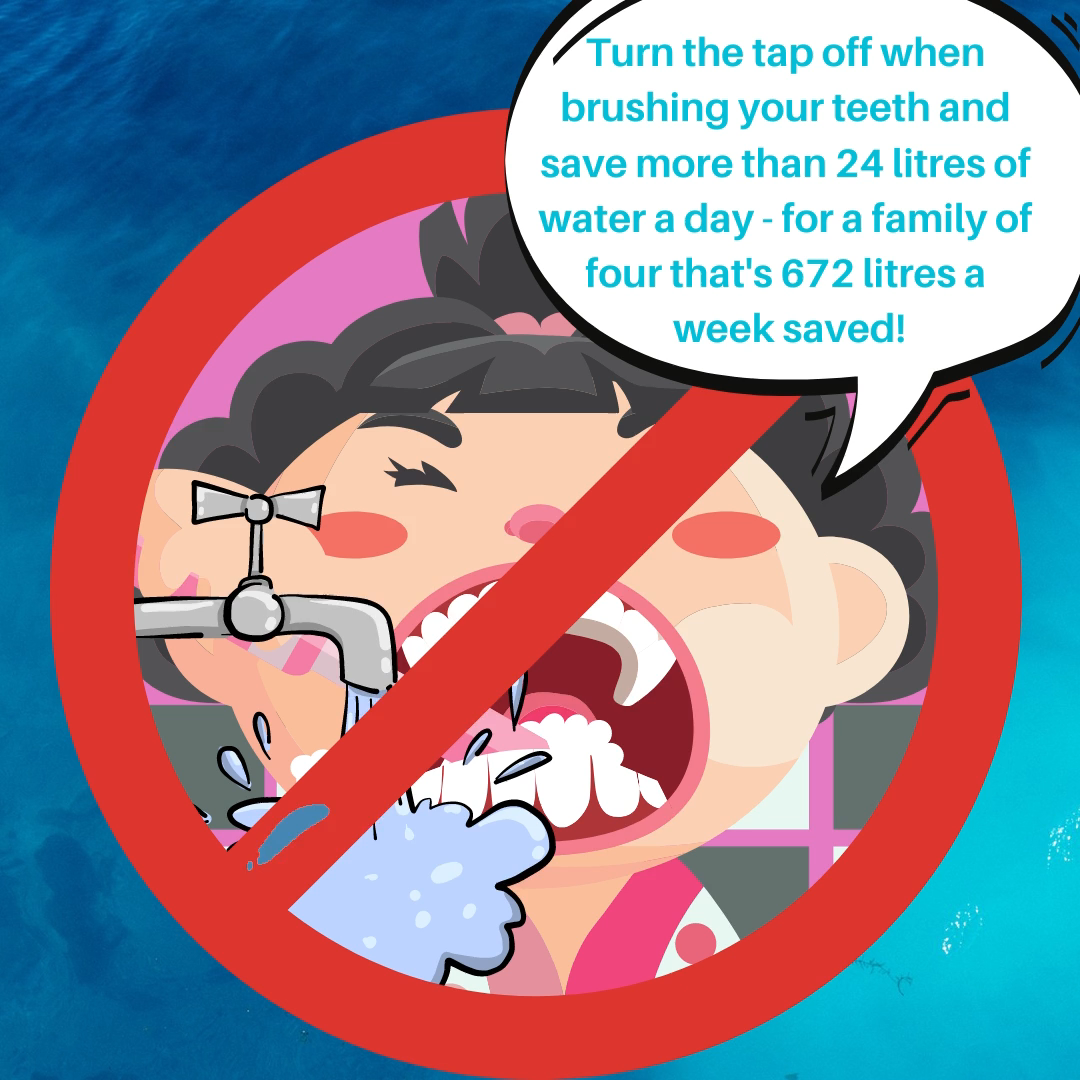 Turn the tap off when
brushing your teeth and
save more than 24 litres of
water a day - for a family of
four that's 672 litres a
week saved!